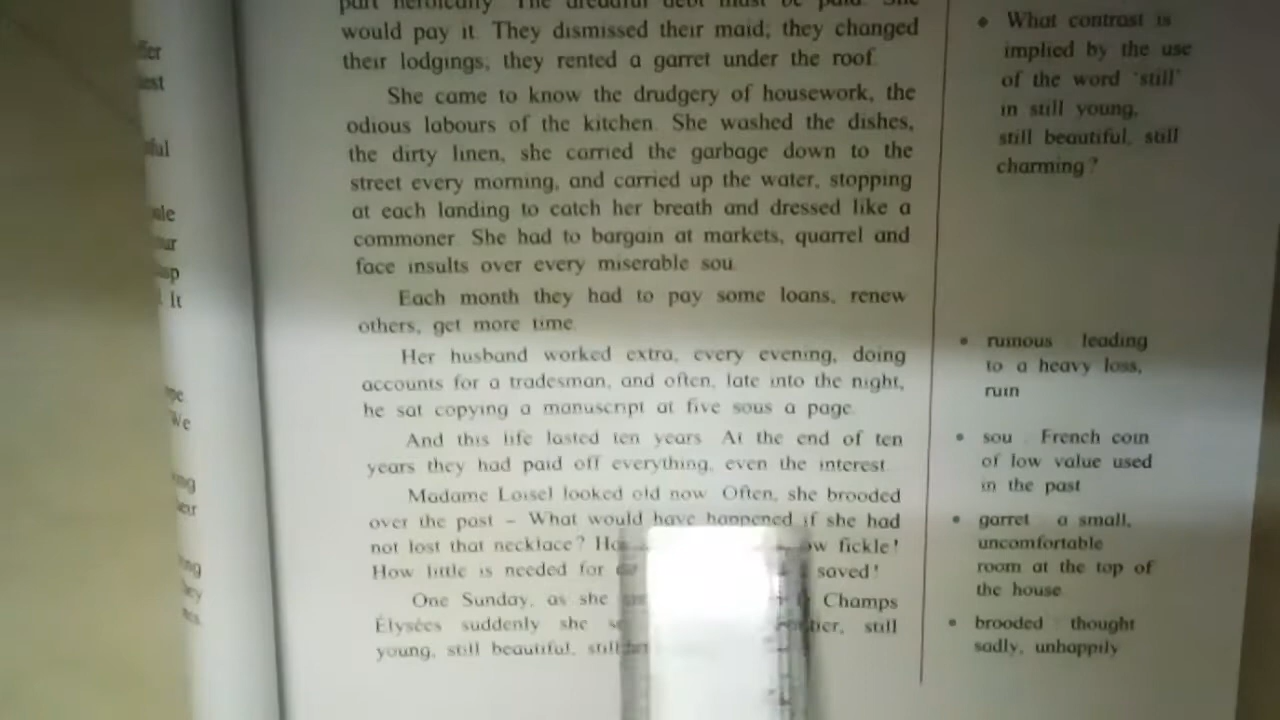 would pay it. They dismissed their maid; they changed
their lodgings, they rented a garret under the roof.
She came to know the drudgery of housework, the
odious labours of the kitchen. She washed the dishes,
the dirty linen, she carried the garbage down to the
street every morning, and carried up the water, stopping
at each landing to catch her breath and dressed like a
commoner. She had to bargain at markets, quarrel and
face insults over every miserable sou.
Each month they had to pay some loans, renew
others, get more time.
Her husband worked extra, every evening, doing
accounts for a tradesman, and often, late into the night,
he sat copying a manuscript at five sous a page.
And this life lasted ten years. At the end of ten
years they had paid off everything, even the interest.
Madame Loisel looked old now. Often, she brooded
over the past – What would have happened if she had
not lost that necklace? fickle!
How little is needed for saved!
One Sunday, as she Champs
Élysées suddenly she still
young, still beautiful, still
• What contrast is
implied by the use
of the word 'still'
in still young,
still beautiful, still
charming?
• ruinous leading
to a heavy loss,
ruin
• sou French coin
of low value used
in the past
• garret a small,
uncomfortable
room at the top of
the house
• brooded thought
sadly, unhappily